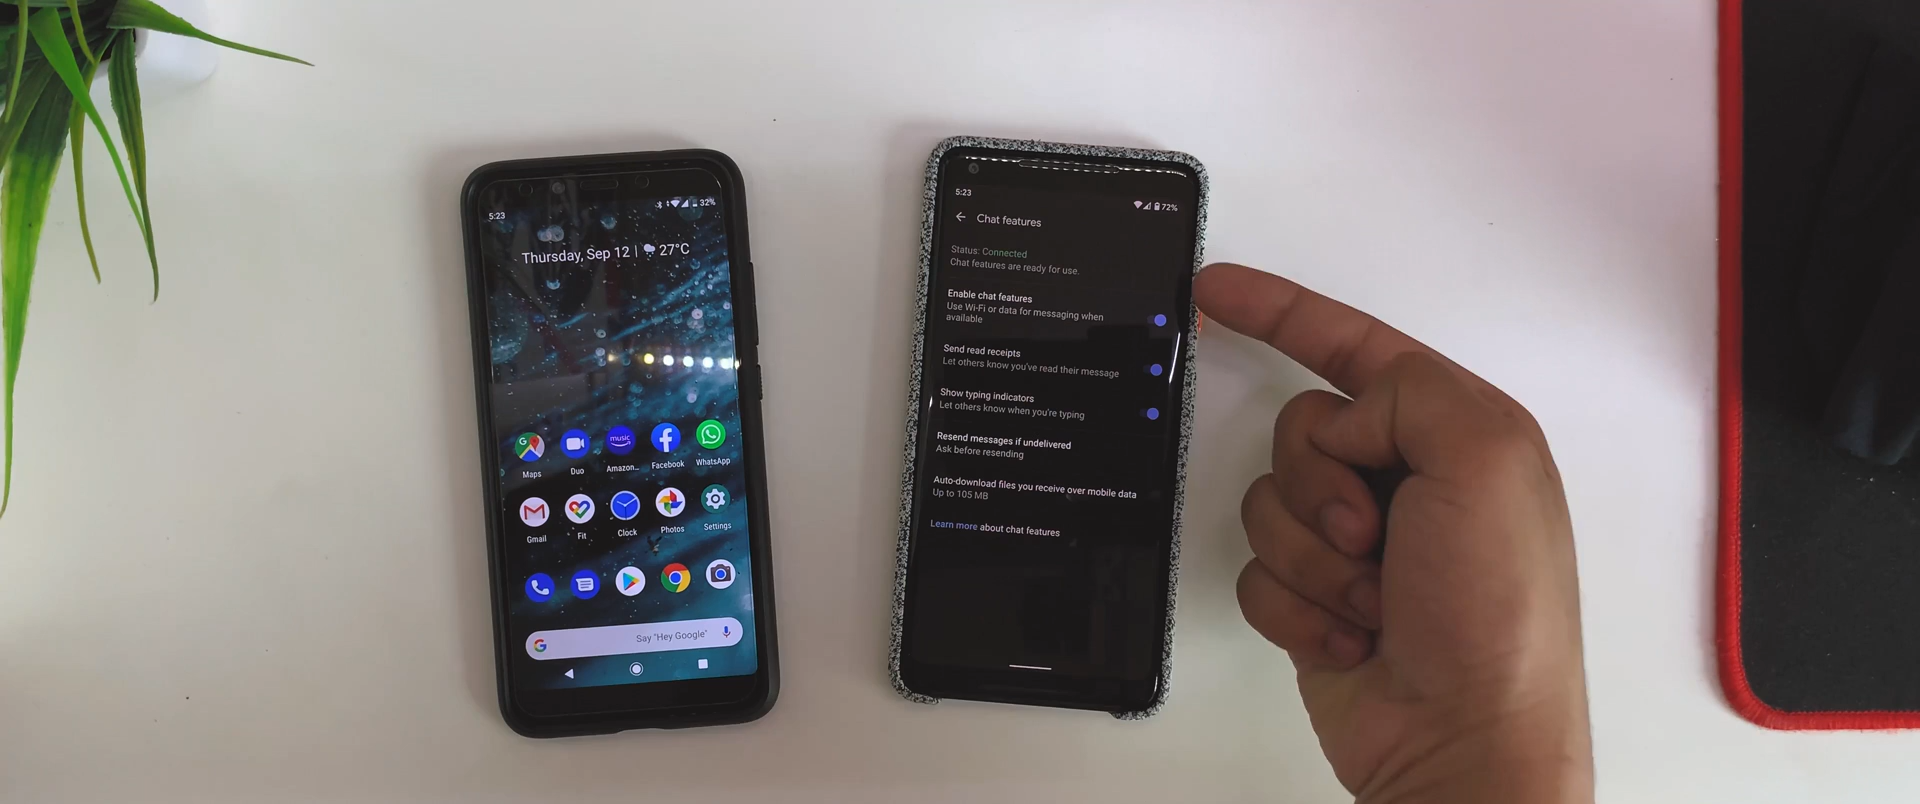 5:23
32%
Thursday, Sep 12 | 27°C
Maps
Duo
music
Amazon...
Facebook
WhatsApp
Gmail
Fit
Clock
Photos
Settings
Say "Hey Google"
5:23
72%
Chat features
Status: Connected
Chat features are ready for use.
Enable chat features
Use Wi-Fi or data for messaging when
available
Send read receipts
Let others know you've read their message
Show typing indicators
Let others know when you're typing
Resend messages if undelivered
Ask before resending
Auto-download files you receive over mobile data
Up to 105 MB
Learn more about chat features